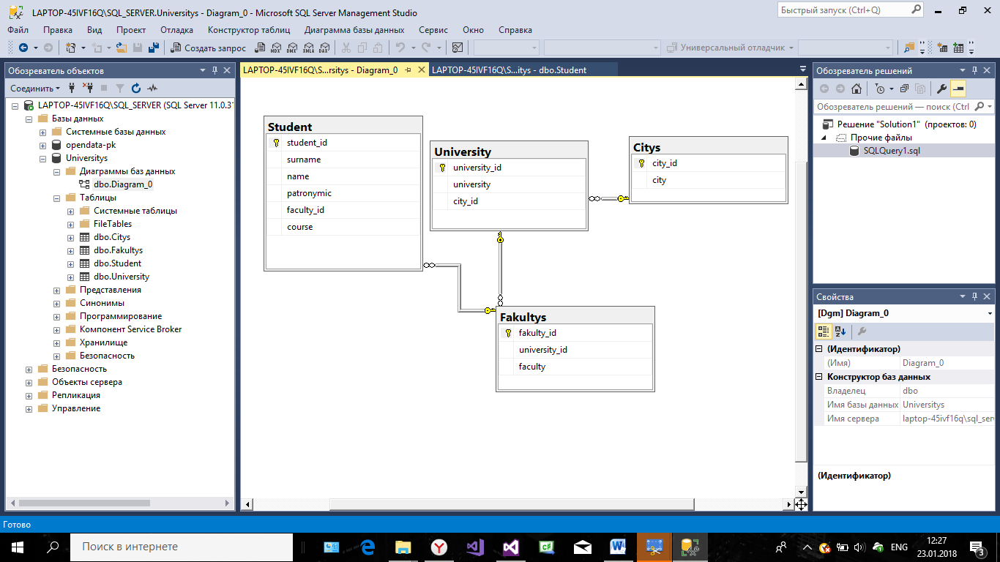 LAPTOP-45IVF16Q\SQL_SERVER.Universitys - Diagram_0 - Microsoft SQL Server Management Studio
Быстрый запуск (Ctrl+Q)
Файл Правка Вид Проект Отладка Конструктор таблиц Диаграмма базы данных Сервис Окно Справка
Создать запрос MDX DMX XMLA DAX Универсальный отладчик
Обозреватель объектов
Соединить
LAPTOP-45IVF16Q\SQL_SERVER (SQL Server 11.0.31
Базы данных
Системные базы данных
opendata-pk
Universitys
Диаграммы баз данных
dbo.Diagram_0
Таблицы
Системные таблицы
FileTables
dbo.Citys
dbo.Fakultys
dbo.Student
dbo.University
Представления
Синонимы
Программирование
Компонент Service Broker
Хранилище
Безопасность
Безопасность
Объекты сервера
Репликация
Управление
LAPTOP-45IVF16Q\S...rsitys - Diagram_0
LAPTOP-45IVF16Q\S...itys - dbo.Student
Student
student_id
surname
name
patronymic
faculty_id
course
University
university_id
university
city_id
Citys
city_id
city
Fakultys
fakulty_id
university_id
faculty
Обозреватель решений
Обозреватель решений — поиск (Ctrl
Решение "Solution1" (проектов: 0)
Прочие файлы
SQLQuery1.sql
Свойства
[Dgm] Diagram_0
(Идентификатор)
(Имя) Diagram_0
Конструктор баз данных
Владелец dbo
Имя базы данных Universitys
Имя сервера laptop-45ivf16q\sql_serv
(Идентификатор)
Готово
Поиск в интернете
ENG
12:27
23.01.2018
3